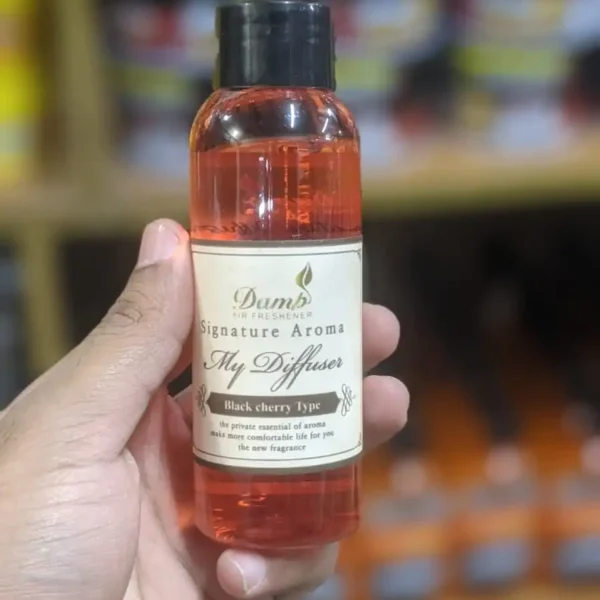 Damp
AIR FRESHENER
Signature Aroma
My Diffuser
Black cherry Type
the private essential of aroma
make more comfortable life for you
the new fragrance